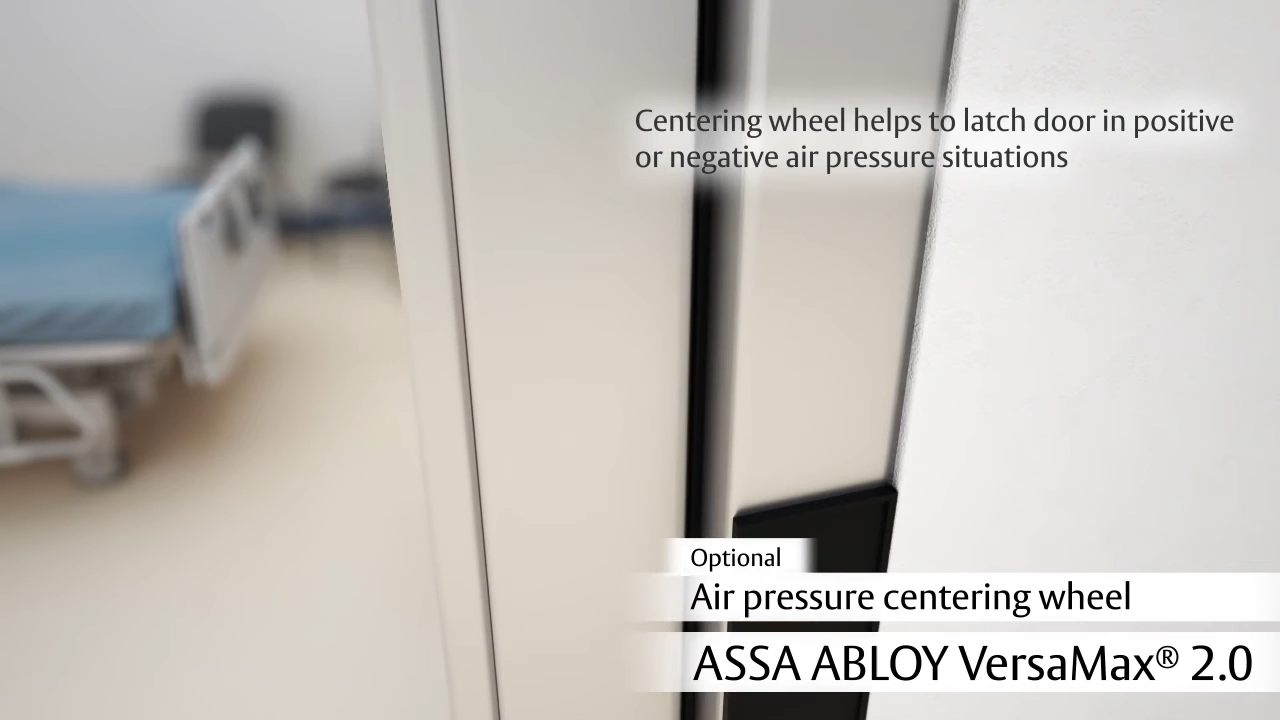 Centering wheel helps to latch door in positive
or negative air pressure situations
Optional
Air pressure centering wheel
ASSA ABLOY VersaMax® 2.0